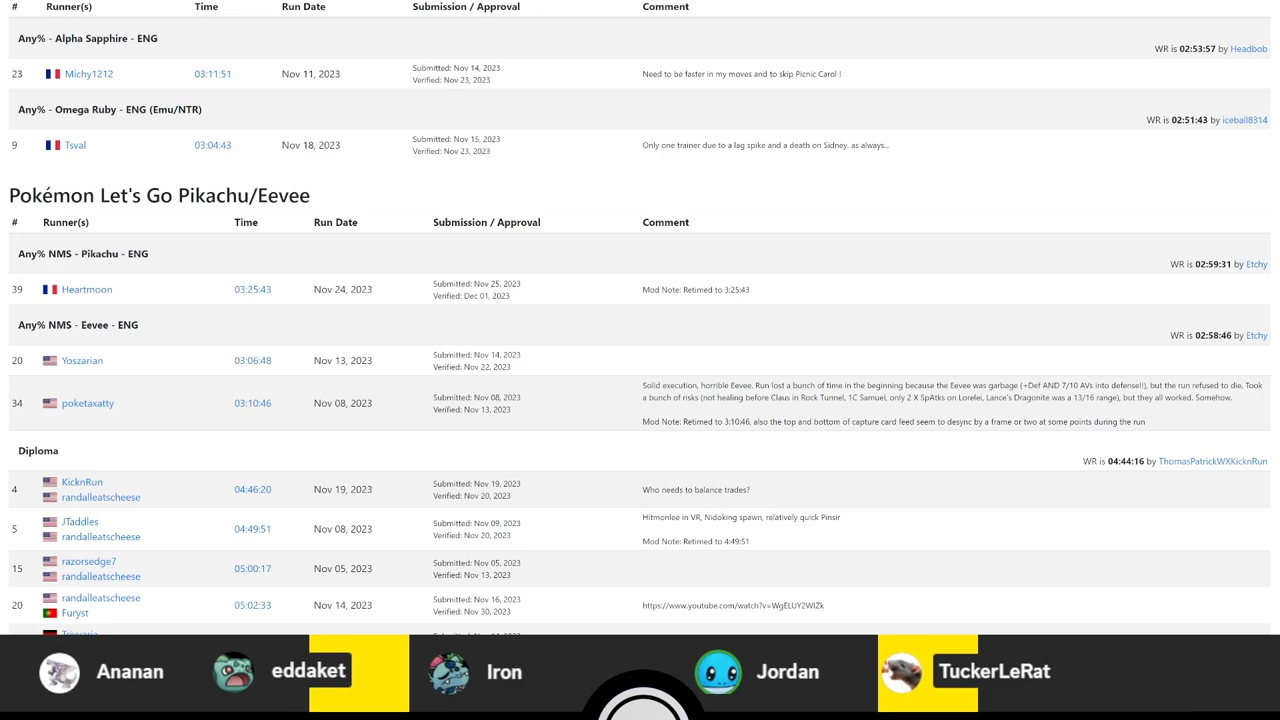 # Runner(s) Time Run Date Submission / Approval Comment
Any% - Alpha Sapphire - ENG
WR is 02:53:57 by Headbob
23 Michy1212 03:11:51 Nov 11, 2023 Submitted: Nov 14, 2023 Need to be faster in my moves and to skip Picnic Carol !
Verified: Nov 23, 2023
Any% - Omega Ruby - ENG (Emu/NTR)
WR is 02:51:43 by iceball8314
9 Tsval 03:04:43 Nov 18, 2023 Submitted: Nov 15, 2023 Only one trainer due to a lag spike and a death on Sidney, as always...
Verified: Nov 23, 2023
Pokémon Let's Go Pikachu/Eevee
# Runner(s) Time Run Date Submission / Approval Comment
Any% NMS - Pikachu - ENG
WR is 02:59:31 by Etchy
39 Heartmoon 03:25:43 Nov 24, 2023 Submitted: Nov 25, 2023 Mod Note: Retimed to 3:25:43
Verified: Dec 01, 2023
Any% NMS - Eevee - ENG
WR is 02:58:46 by Etchy
20 Yoszarian 03:06:48 Nov 13, 2023 Submitted: Nov 14, 2023
Verified: Nov 22, 2023
34 poketaxatty 03:10:46 Nov 08, 2023 Submitted: Nov 08, 2023
Verified: Nov 13, 2023
Solid execution, horrible Eevee. Run lost a bunch of time in the beginning because the Eevee was garbage (+Def AND 7/10 AVs into defense!!), but the run refused to die. Took
a bunch of risks (not healing before Claus in Rock Tunnel, 1C Samuel, only 2 X SpAtks on Lorelei, Lance's Dragonite was a 13/16 range), but they all worked. Somehow.
Mod Note: Retimed to 3:10:46, also the top and bottom of capture card feed seem to desync by a frame or two at some points during the run
Diploma
WR is 04:44:16 by ThomasPatrickWXKicknRun
4 KicknRun 04:46:20 Nov 19, 2023 Submitted: Nov 19, 2023 Who needs to balance trades?
randalleatscheese Verified: Nov 20, 2023
5 JTaddles 04:49:51 Nov 08, 2023 Submitted: Nov 09, 2023 Hitmonlee in VR, Nidoking spawn, relatively quick Pinsir
randalleatscheese Verified: Nov 20, 2023 Mod Note: Retimed to 4:49:51
15 razorsedge7 05:00:17 Nov 05, 2023 Submitted: Nov 05, 2023
randalleatscheese Verified: Nov 13, 2023
20 randalleatscheese 05:02:33 Nov 14, 2023 Submitted: Nov 16, 2023 https://www.youtube.com/watch?v=WgELUY2WIZk
Furyst Verified: Nov 30, 2023
Ananan eddaket Iron Jordan TuckerLeRat